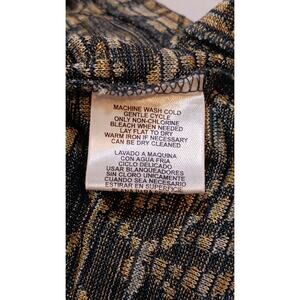 MACHINE WASH COLD
GENTLE CYCLE
ONLY NON-CHLORINE
BLEACH WHEN NEEDED
LAY FLAT TO DRY
WARM IRON IF NECESSARY
CAN BE DRY CLEANED
LAVADO A MAQUINA
CON AGUA FRIA
CICLO DELICADO
USAR BLANQUEADORES
SIN CLORO UNICAMENTE
CUANDO SEA NECESARIO
ESTIRAR EN SUPERFICE